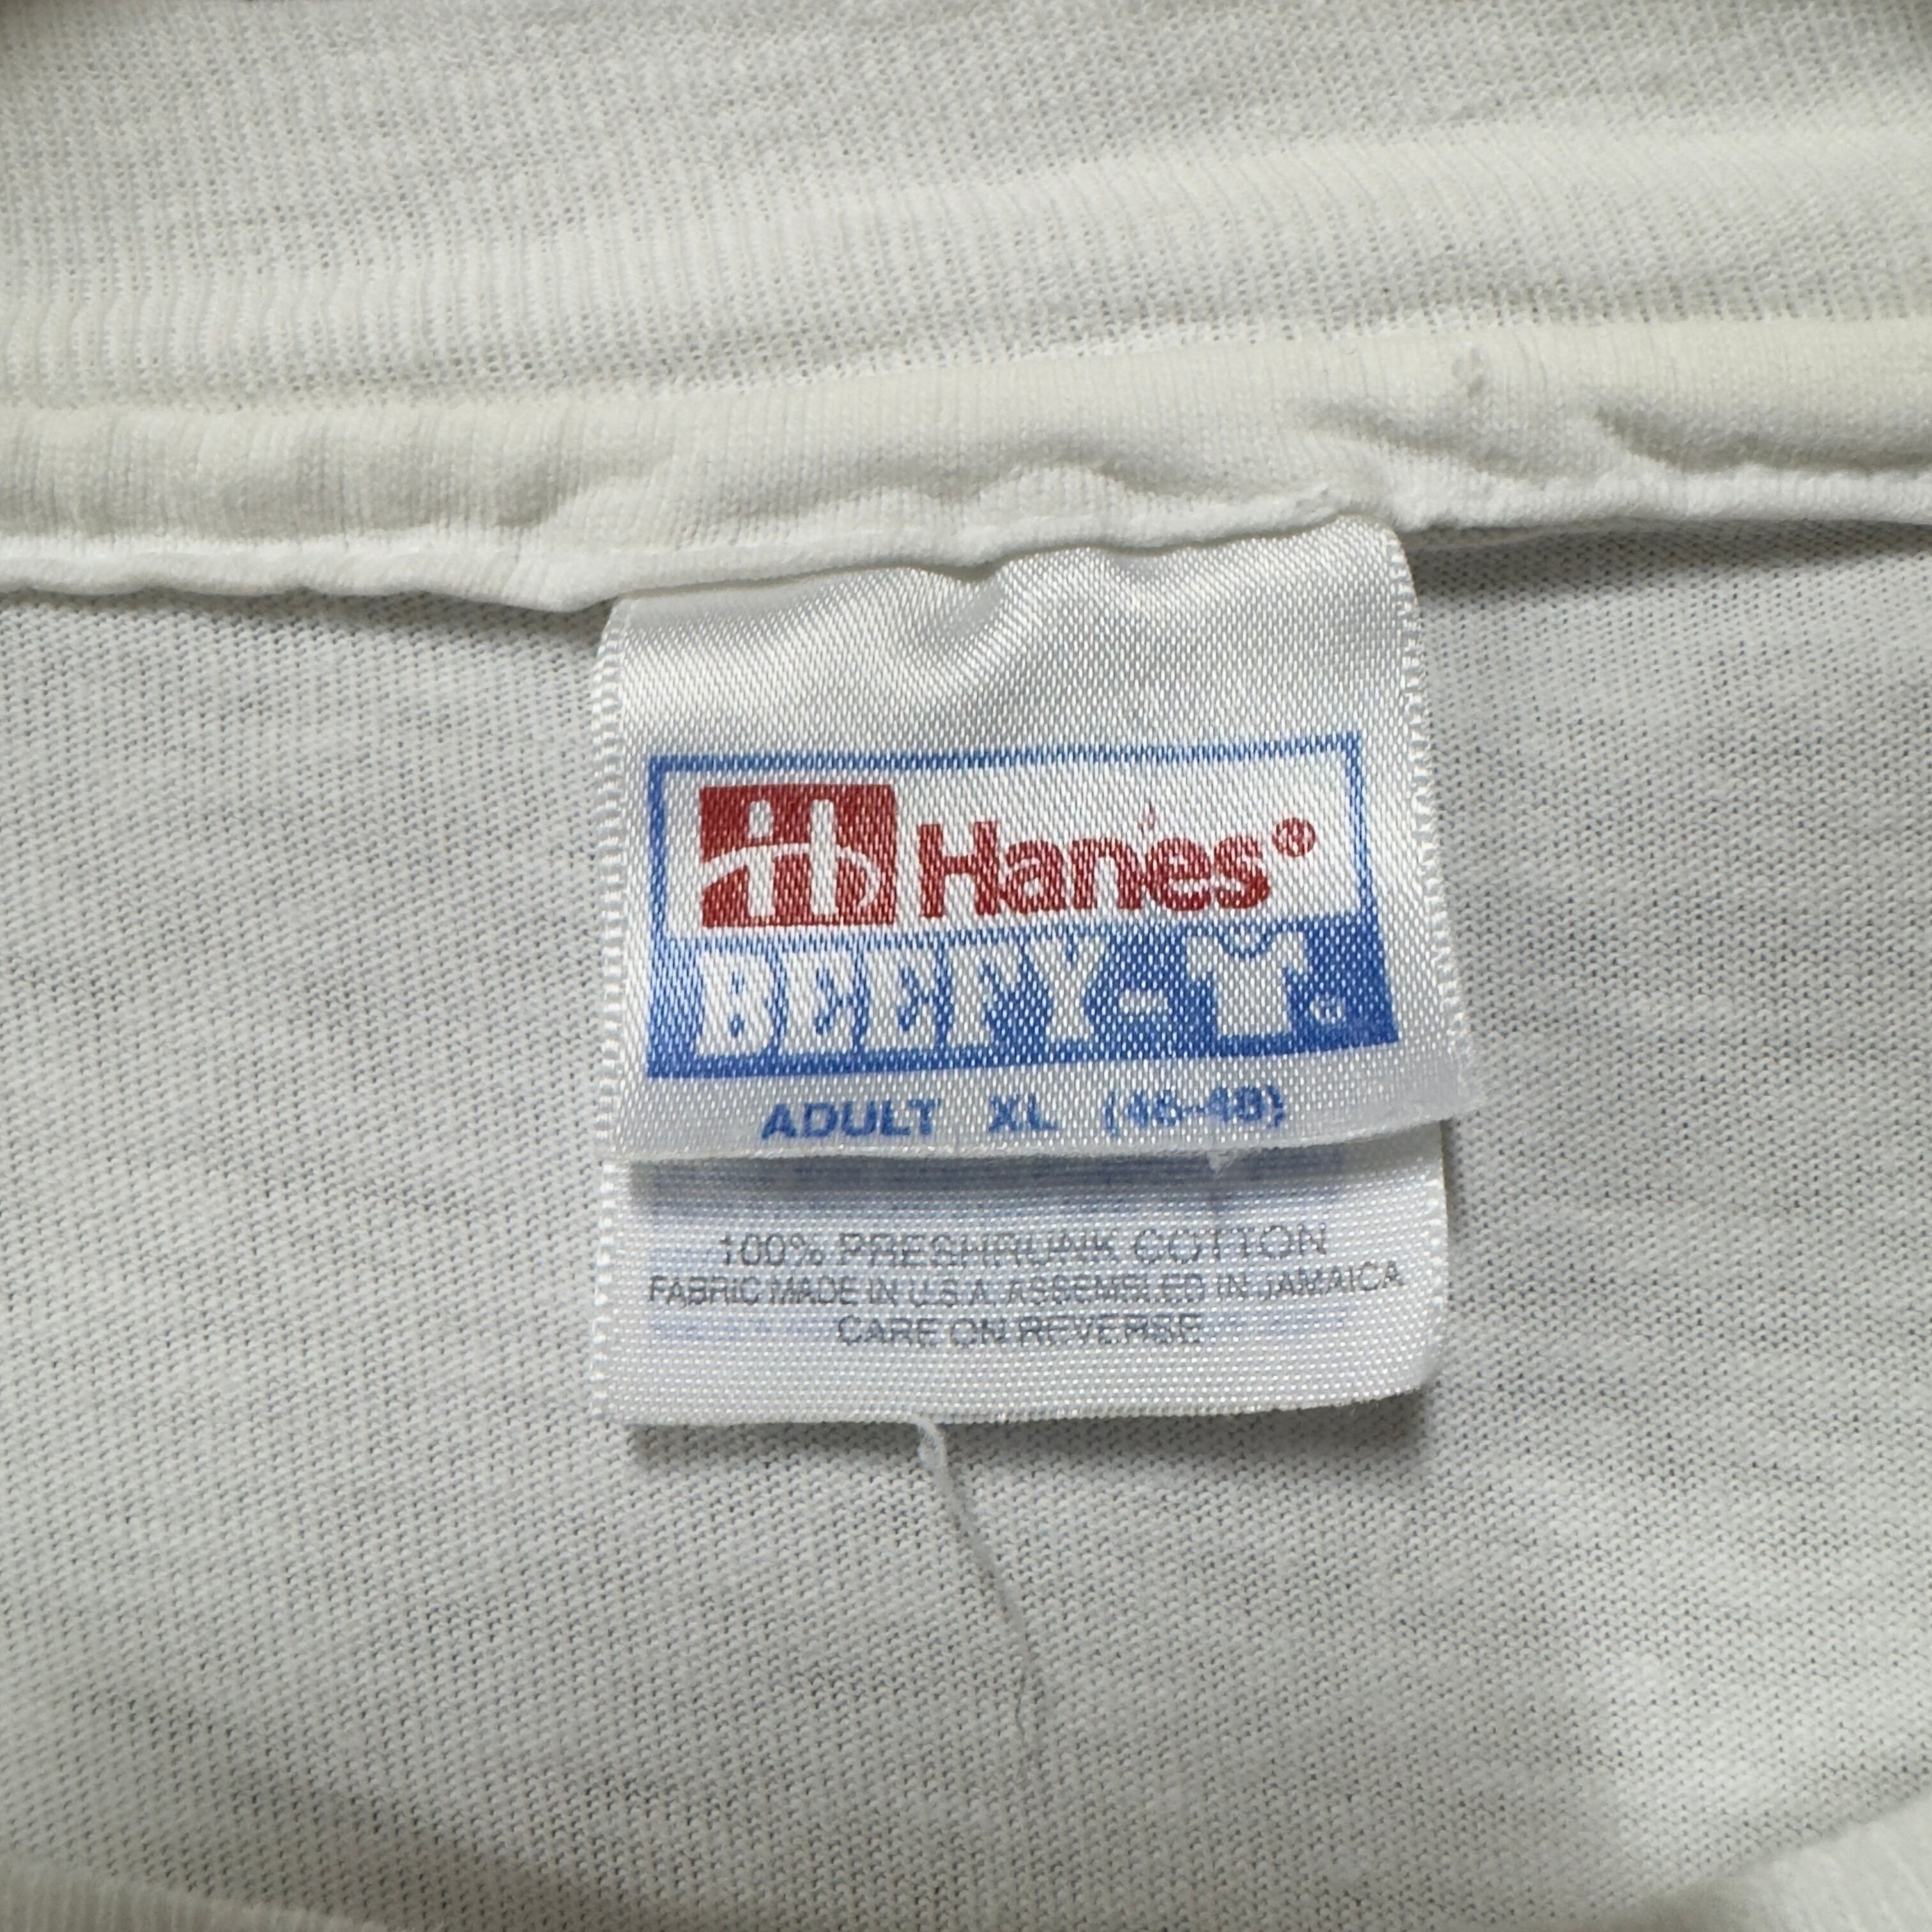 Hanes®
BEEFY-T®
ADULT XL (46-48)
100% PRESHRUNK COTTON
FABRIC MADE IN U.S.A. ASSEMBLED IN JAMAICA
CARE ON REVERSE